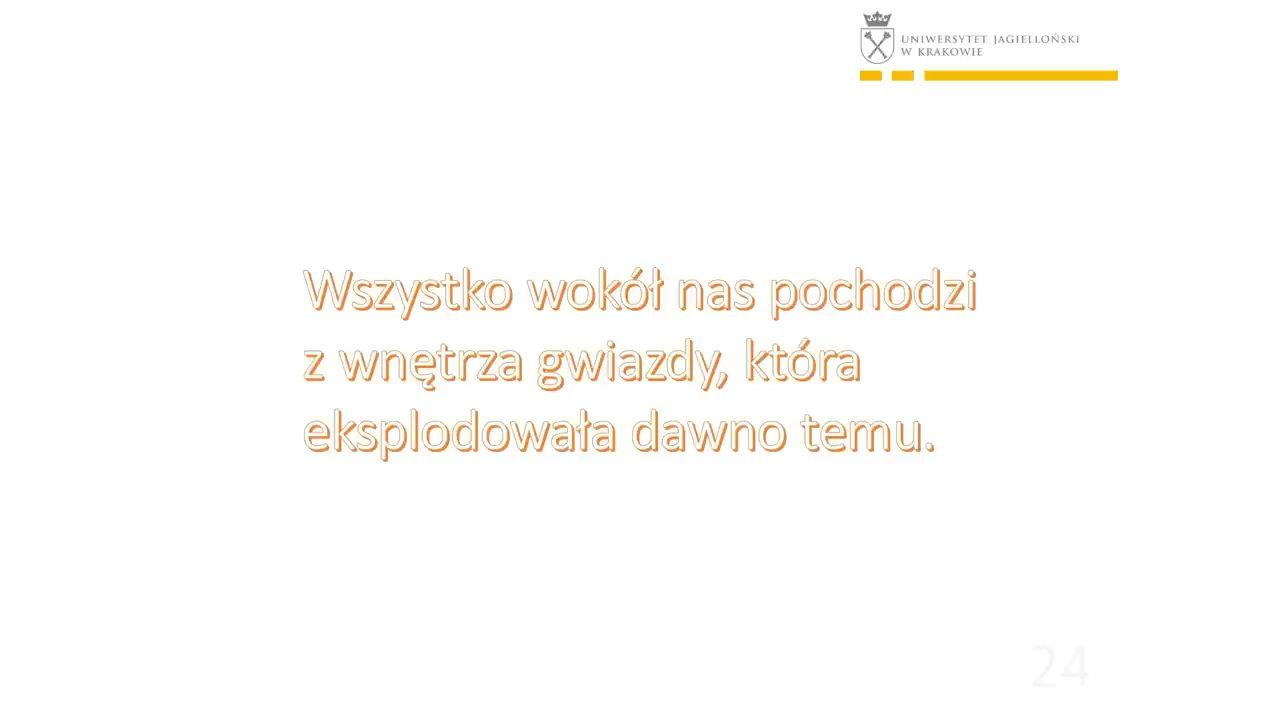 UNIWERSYTET JAGIELLOŃSKI
W KRAKOWIE
Wszystko wokół nas pochodzi
z wnętrza gwiazdy, która
eksplodowała dawno temu.
24